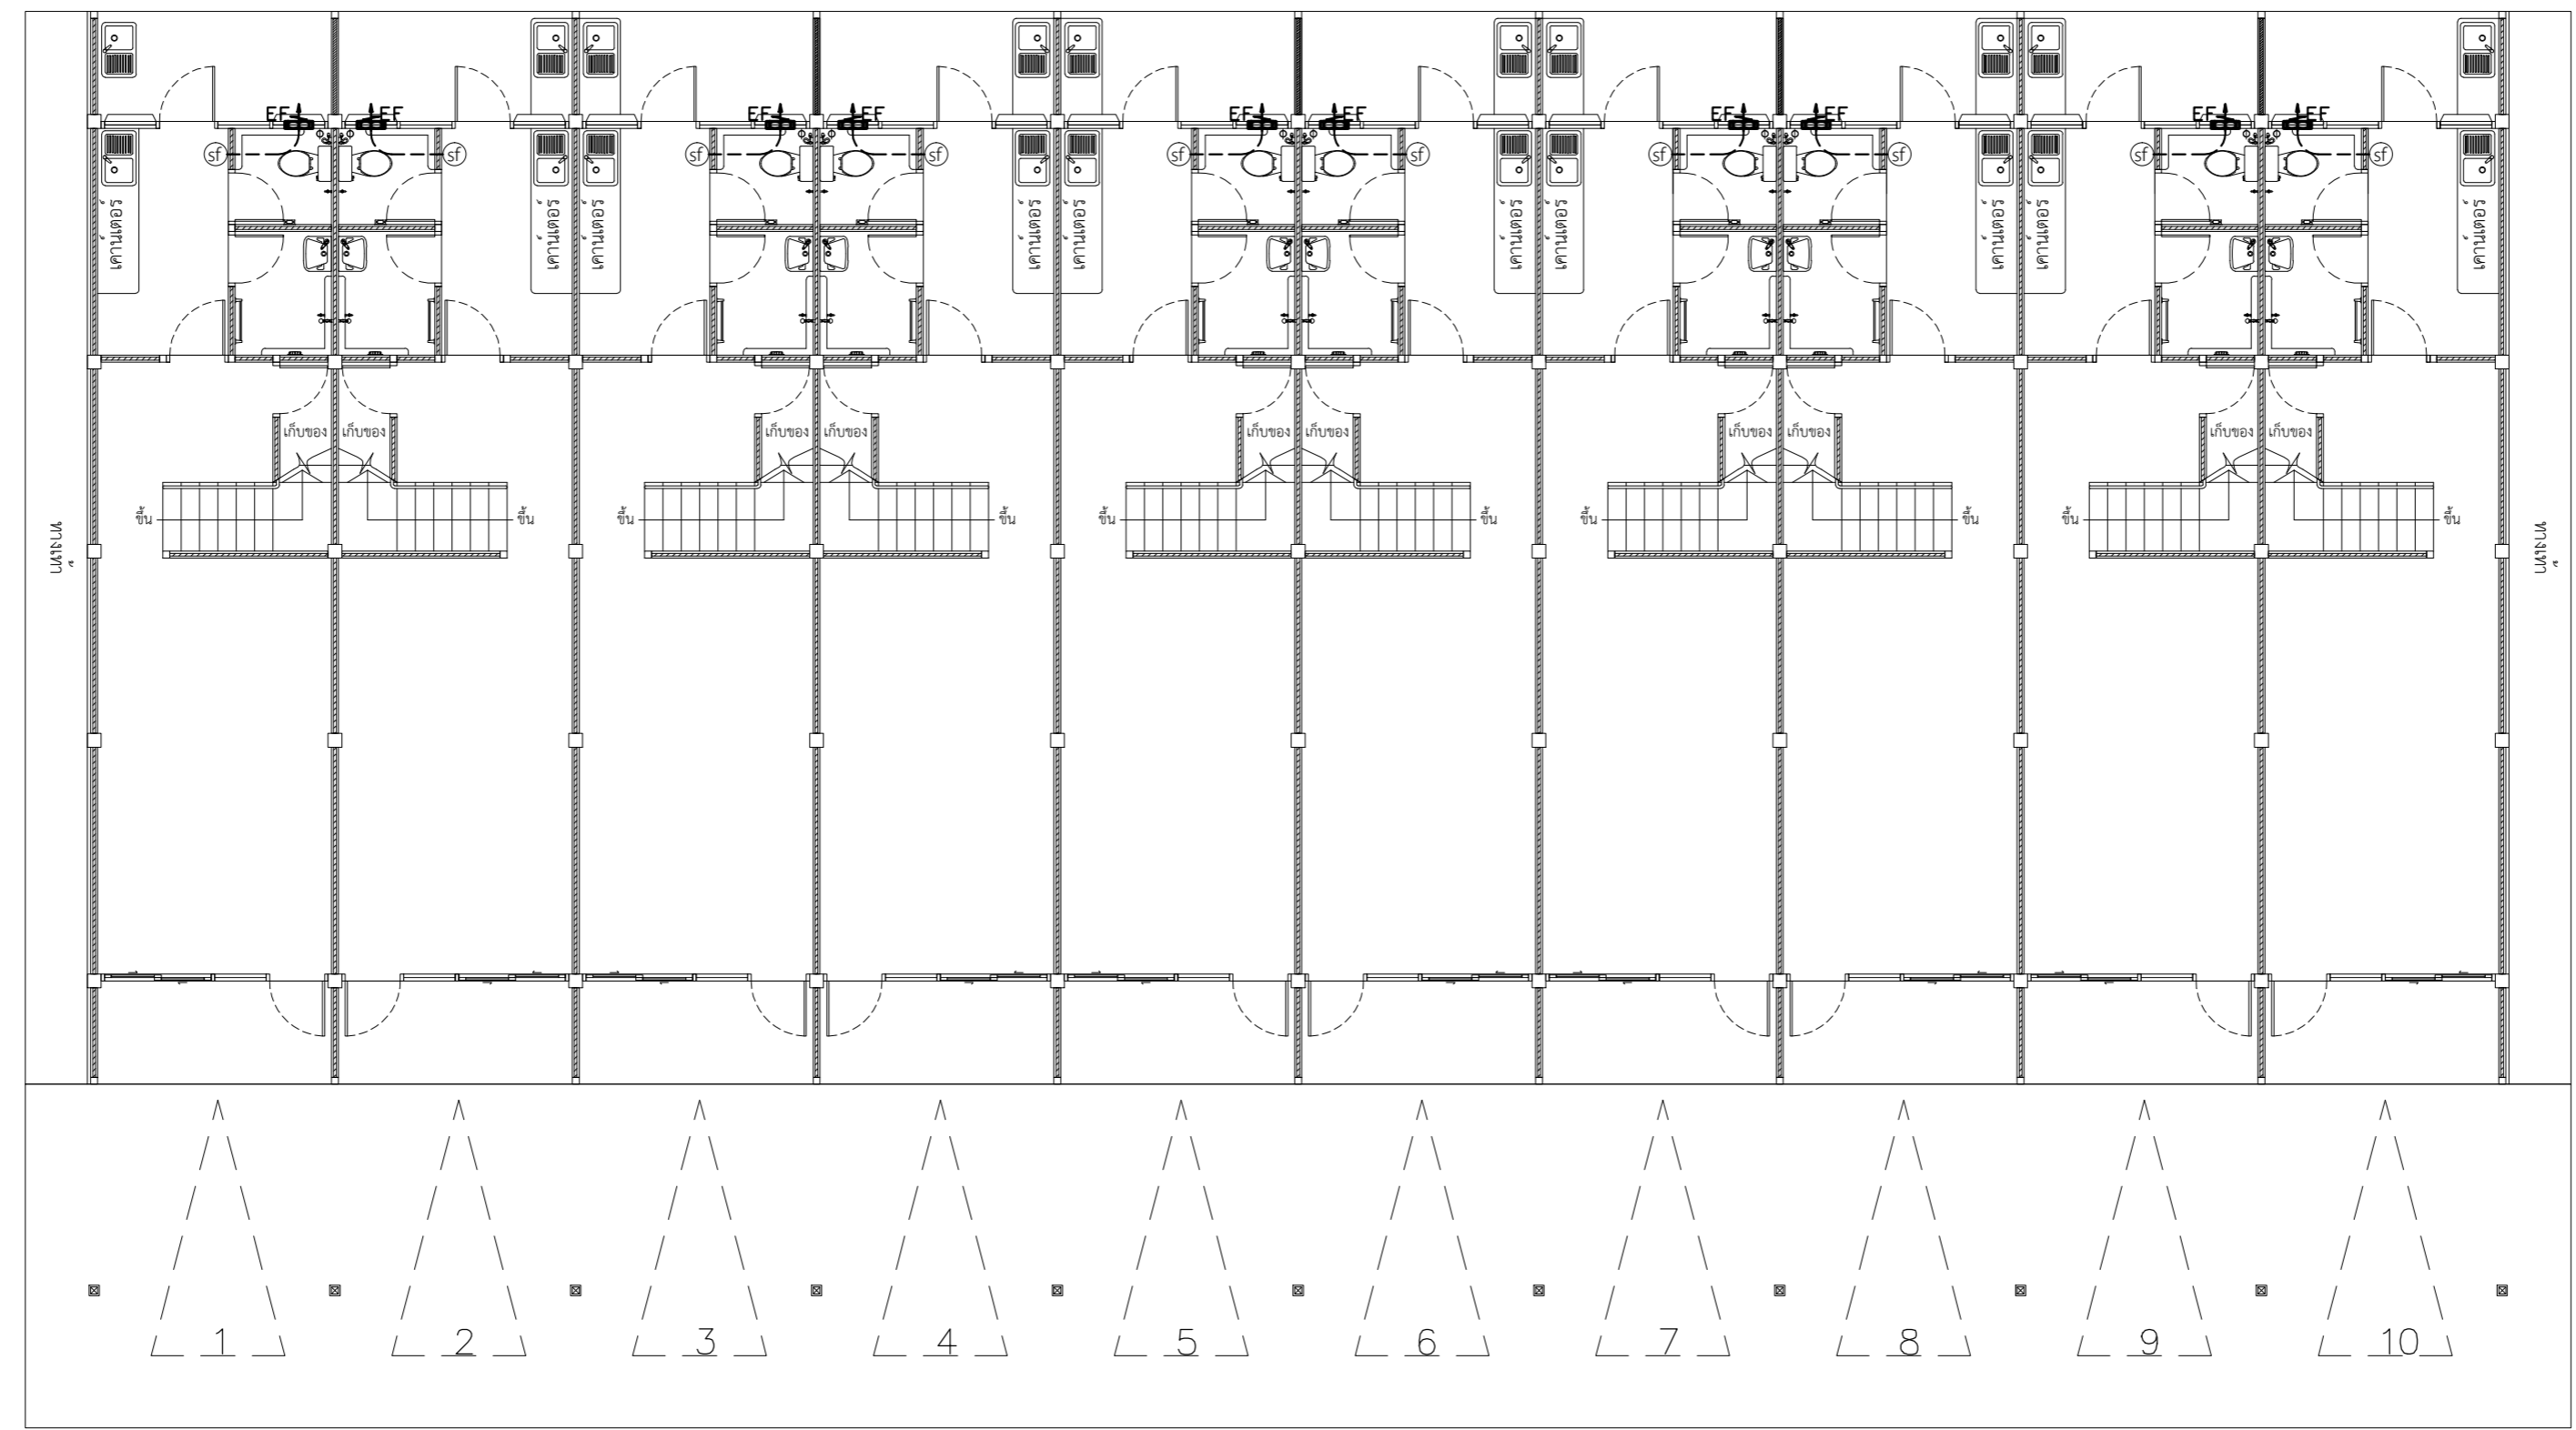 EF EF EF EF EF EF EF EF EF EF
sf sf sf sf sf sf sf sf sf sf
เคาน์เตอร์ เคาน์เตอร์ เคาน์เตอร์ เคาน์เตอร์ เคาน์เตอร์ เคาน์เตอร์ เคาน์เตอร์ เคาน์เตอร์ เคาน์เตอร์ เคาน์เตอร์
เก็บของ เก็บของ เก็บของ เก็บของ เก็บของ เก็บของ เก็บของ เก็บของ เก็บของ เก็บของ
ขึ้น ขึ้น ขึ้น ขึ้น ขึ้น ขึ้น ขึ้น ขึ้น ขึ้น ขึ้น
ทางเท้า ทางเท้า
1 2 3 4 5 6 7 8 9 10